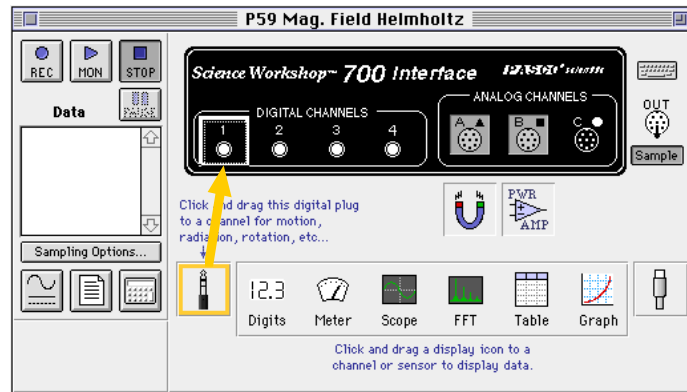 P59 Mag. Field Helmholtz
REC MON STOP
PAUSE
Data
Sampling Options...
Science Workshop™ 700 Interface
DIGITAL CHANNELS
1 2 3 4
ANALOG CHANNELS
A B C
OUT
Sample
Click and drag this digital plug
to a channel for motion,
radiation, rotation, etc...
N N
PWR
AMP
12.3
Digits Meter Scope FFT Table Graph
Click and drag a display icon to a
channel or sensor to display data.